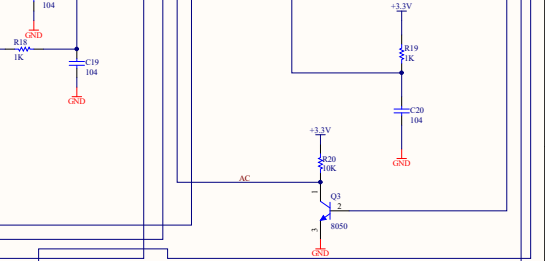 104
+3.3V
GND
R18
1K
R19
1K
C19
104
GND
C20
104
+3.3V
GND
R20
10K
AC
1
Q3
2
3
8050
GND